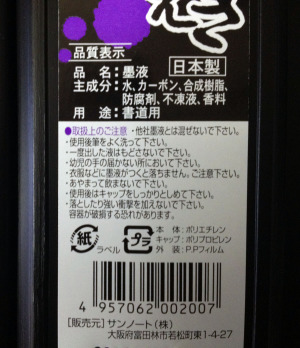 品質表示
品 名：墨液 日本製
主成分：水、カーボン、合成樹脂、
防腐剤、不凍液、香料
用 途：書道用
●取扱上のご注意 ・他社墨液とは混ぜないで下さい。
・使用後筆をよく洗って下さい。
・一度出した液はもどさないで下さい。
・幼児の手の届かない所において下さい。
・衣服などに墨液がつくと落ちません。ご注意下さい。
・あやまって飲まないで下さい。
・使用後はキャップをしっかりとしめて下さい。
・落としたり強い衝撃を加えないで下さい。
容器が破損する恐れがあります。
紙
ラベル
プラ
本 体：ポリエチレン
キャップ：ポリプロピレン
外 装：P.Pフィルム
4 957062 002007
[販売元] サンノート(株)
大阪府富田林市若松町東1-4-27